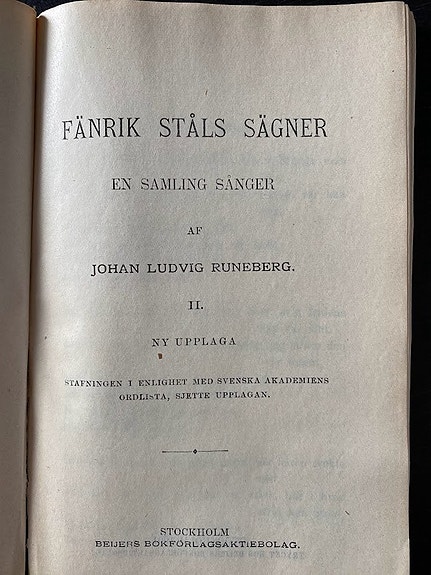 FÄNRIK STÅLS SÄGNER
EN SAMLING SÅNGER
AF
JOHAN LUDVIG RUNEBERG.
II.
NY UPPLAGA
STAFNINGEN I ENLIGHET MED SVENSKA AKADEMIENS
ORDLISTA, SJETTE UPPLAGAN.
STOCKHOLM
BEIJERS BOKFÖRLAGSAKTIEBOLAG.